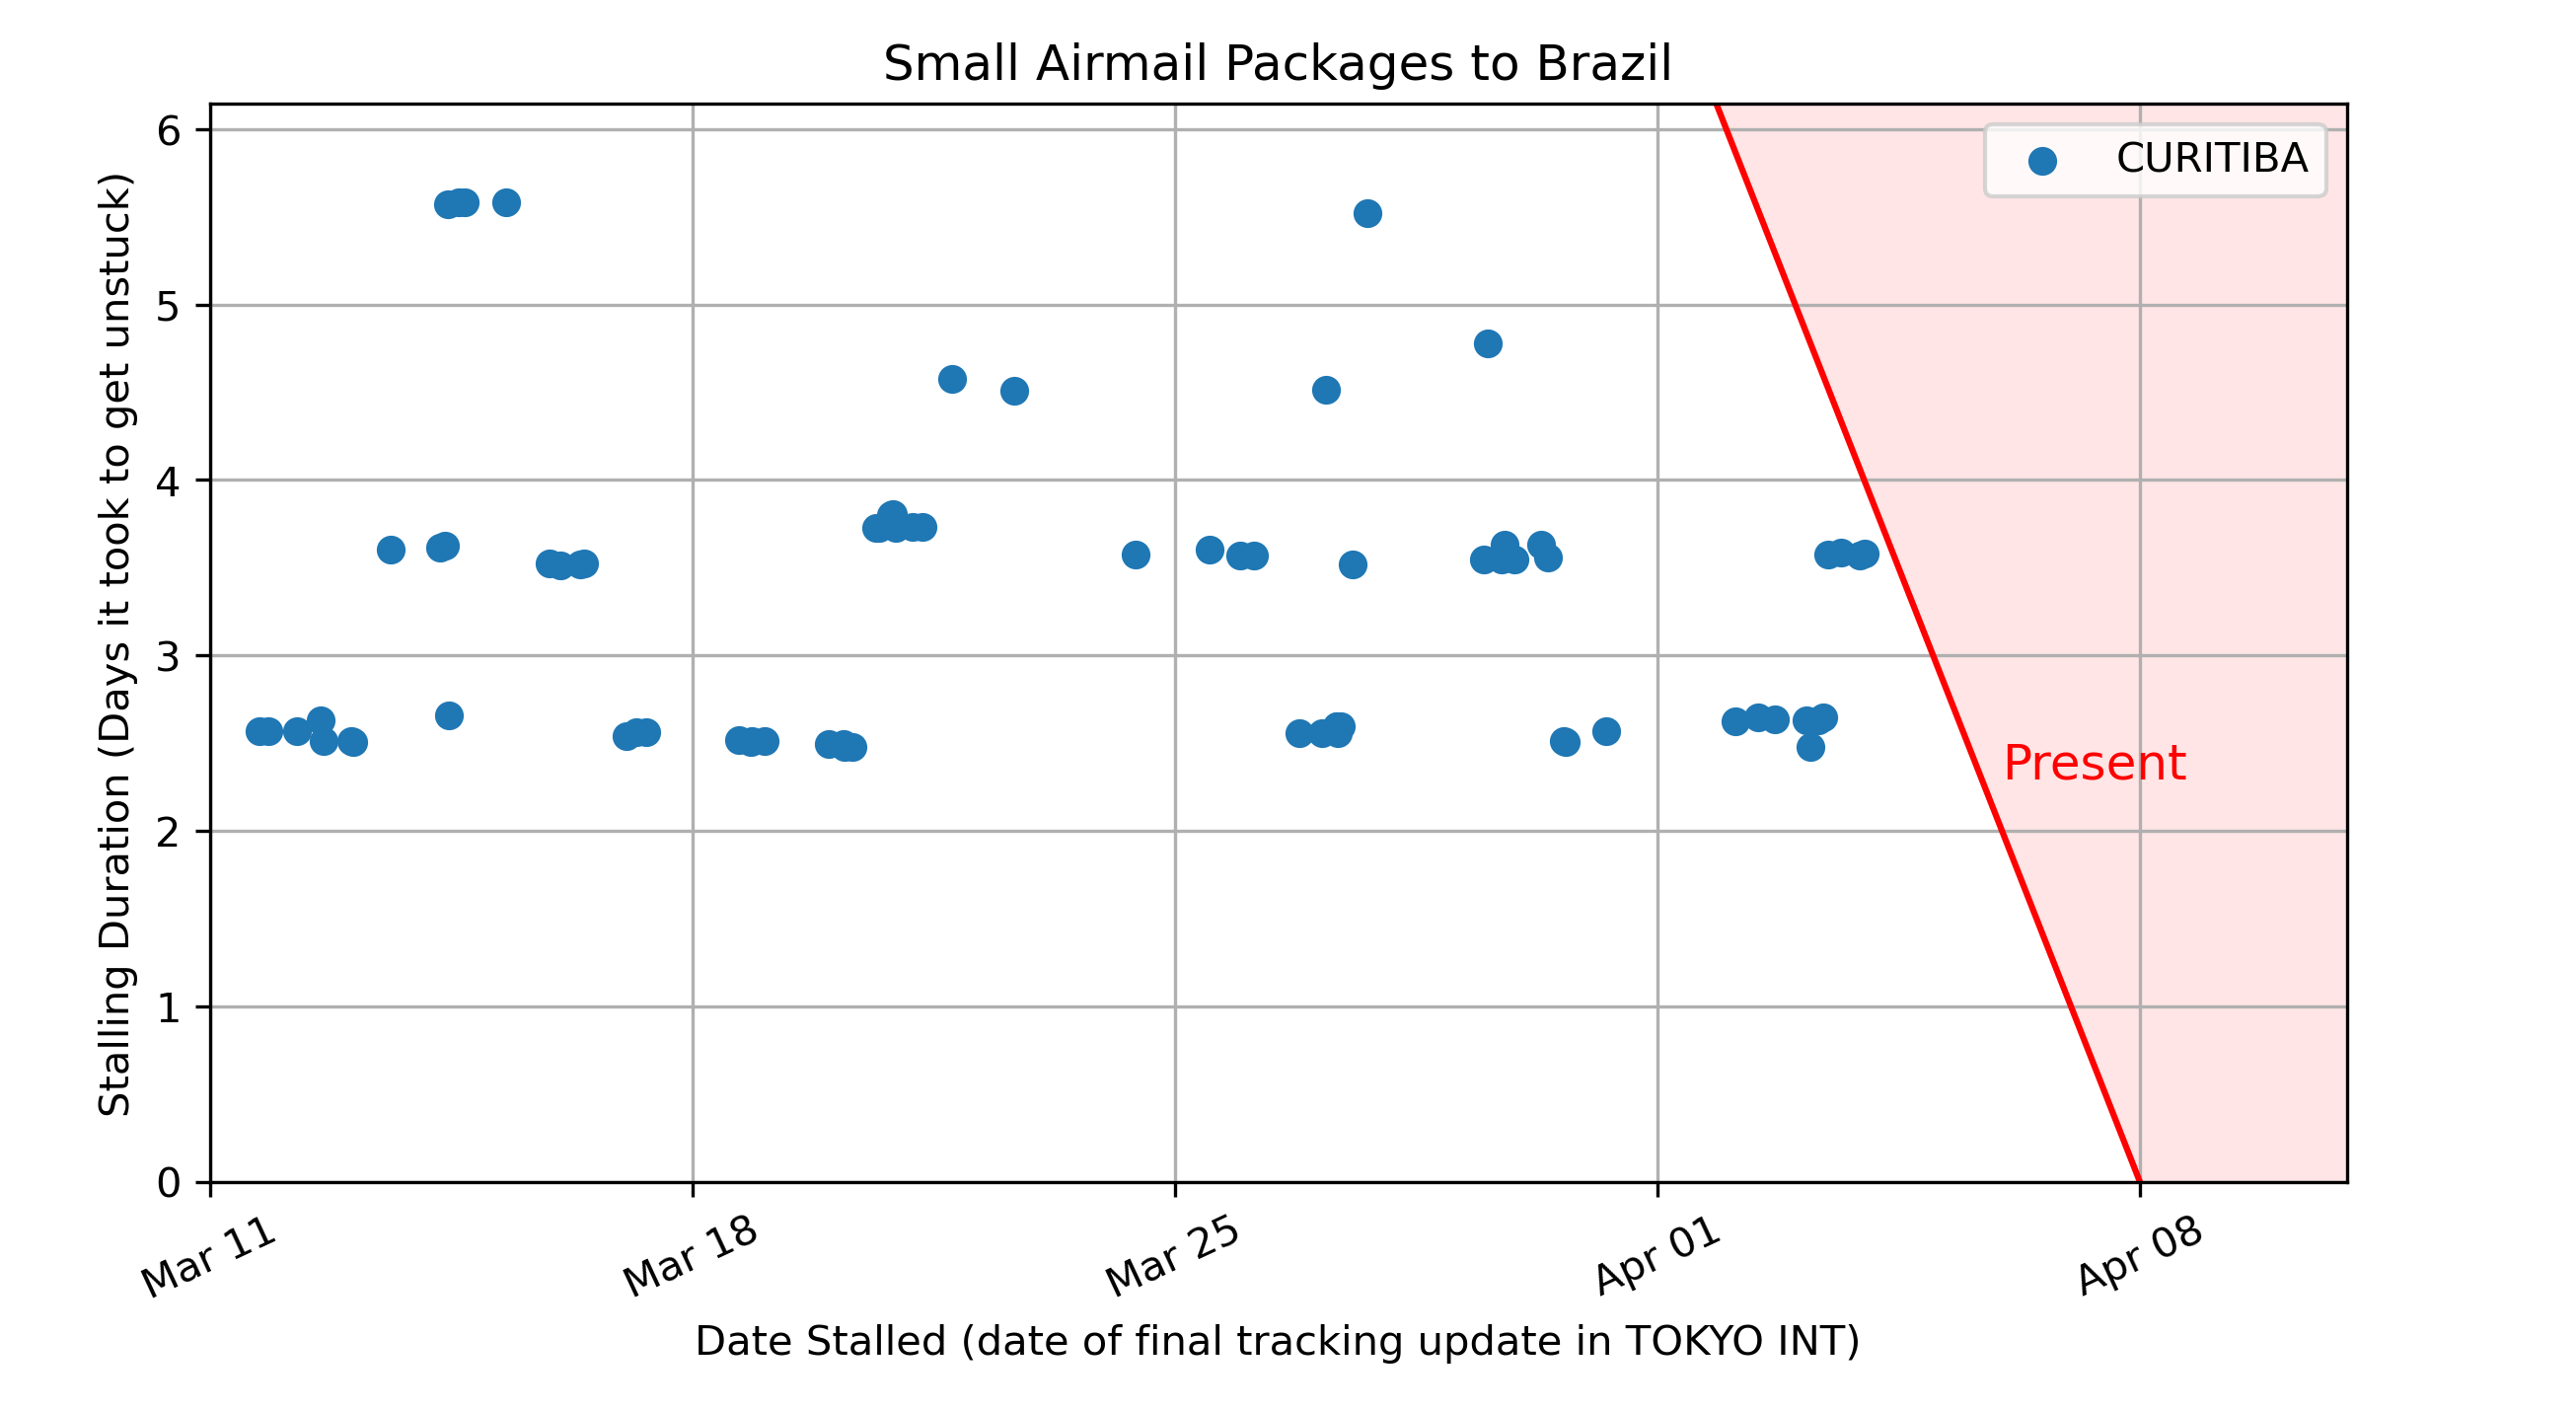 Small Airmail Packages to Brazil
CURITIBA
Stalling Duration (Days it took to get unstuck)
6
5
4
3
2
1
0
Present
Mar 11
Mar 18
Mar 25
Apr 01
Apr 08
Date Stalled (date of final tracking update in TOKYO INT)